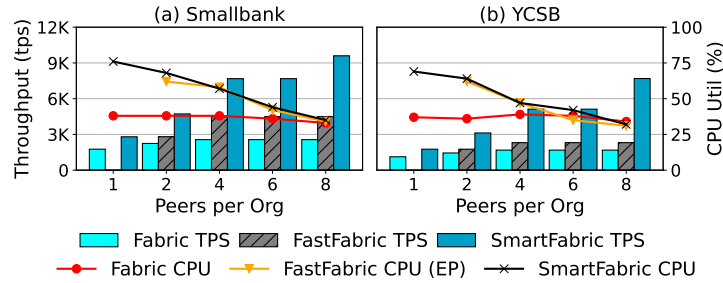 (a) Smallbank
(b) YCSB
Throughput (tps)
12K
9K
6K
3K
0
100
75
50
25
0
CPU Util (%)
1 2 4 6 8
1 2 4 6 8
Peers per Org
Peers per Org
Fabric TPS FastFabric TPS SmartFabric TPS
Fabric CPU FastFabric CPU (EP) SmartFabric CPU